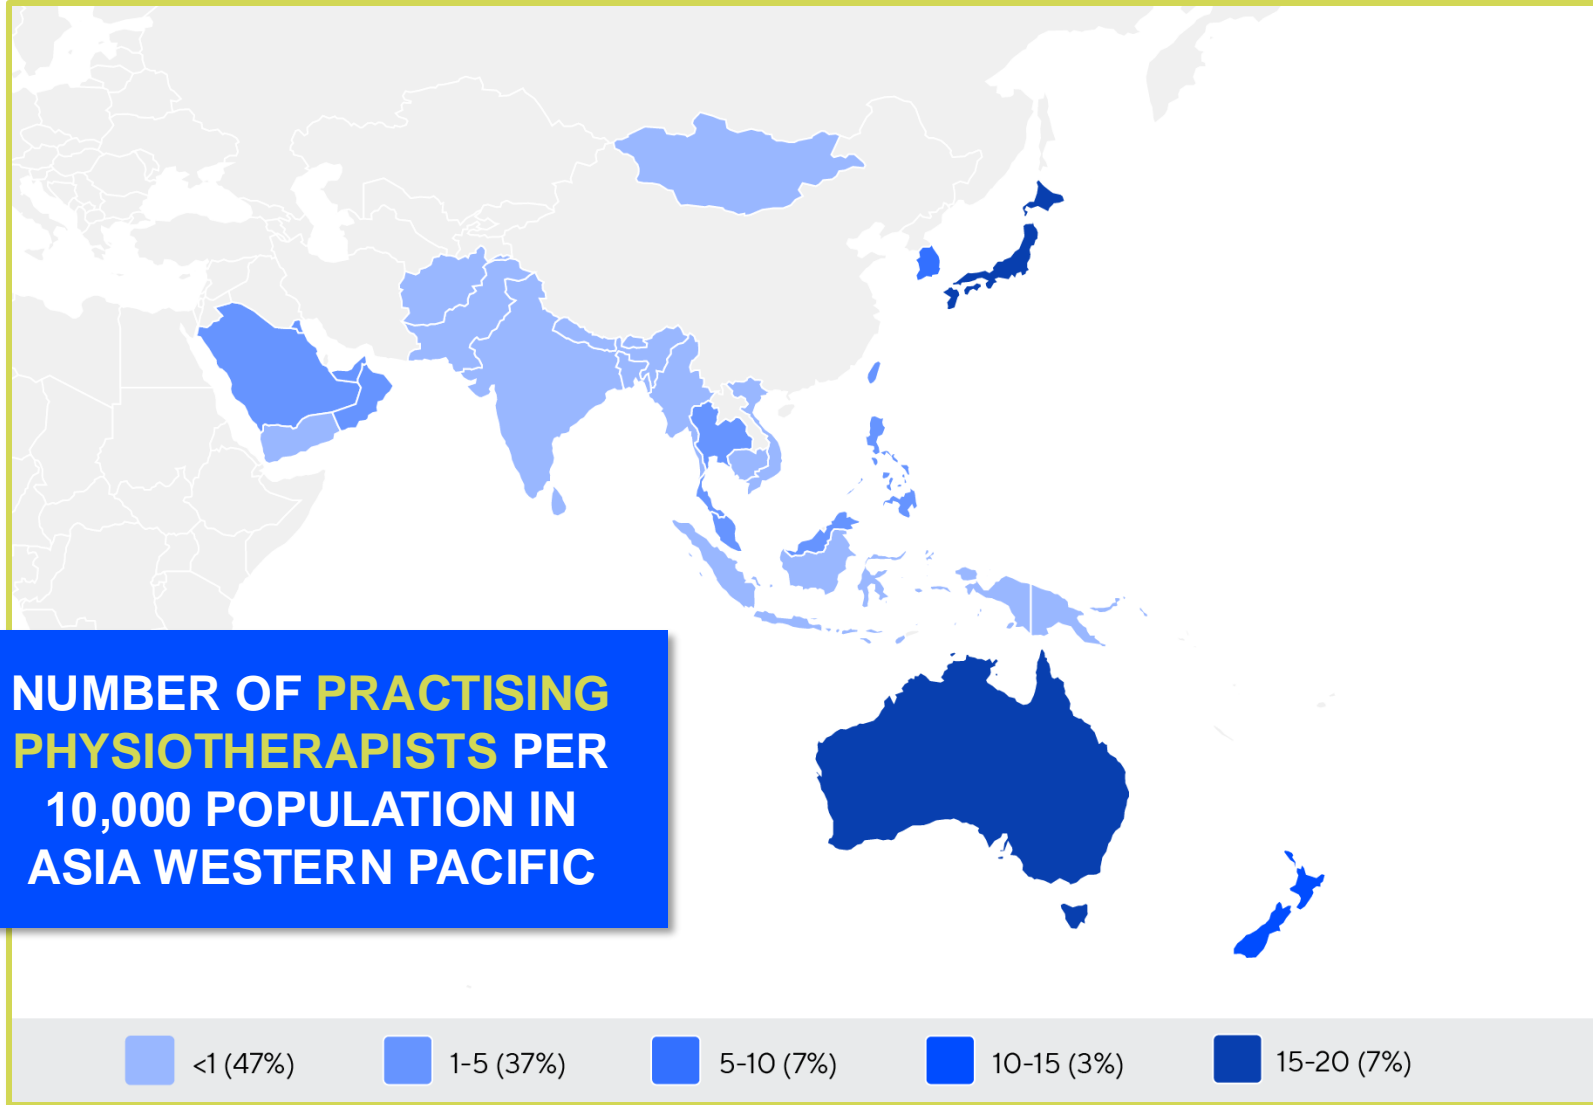 NUMBER OF PRACTISING
PHYSIOTHERAPISTS PER
10,000 POPULATION IN
ASIA WESTERN PACIFIC
<1 (47%)
1-5 (37%)
5-10 (7%)
10-15 (3%)
15-20 (7%)